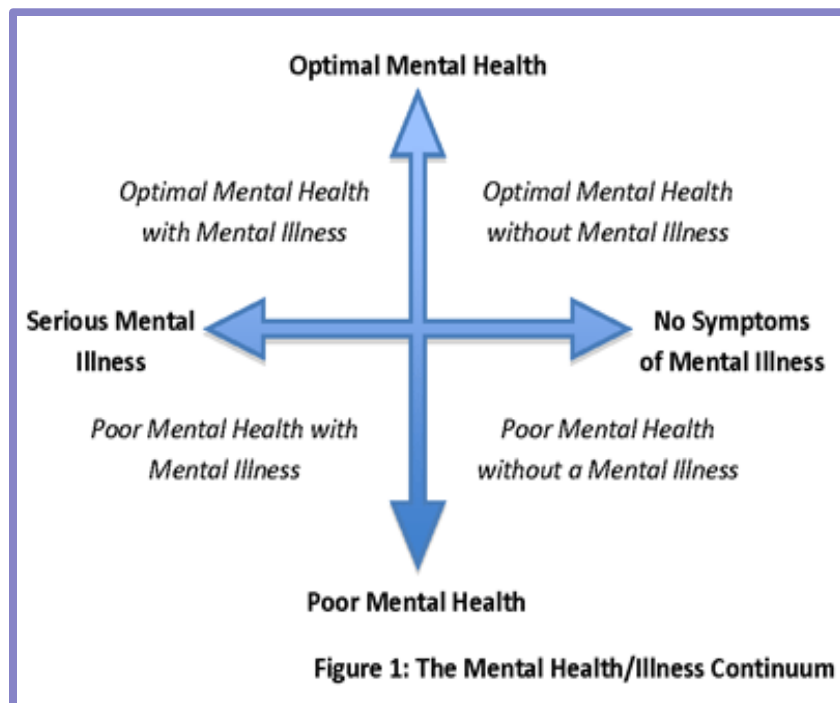 Optimal Mental Health
Optimal Mental Health
with Mental Illness
Optimal Mental Health
without Mental Illness
Serious Mental
Illness
No Symptoms
of Mental Illness
Poor Mental Health with
Mental Illness
Poor Mental Health
without a Mental Illness
Poor Mental Health
Figure 1: The Mental Health/Illness Continuum